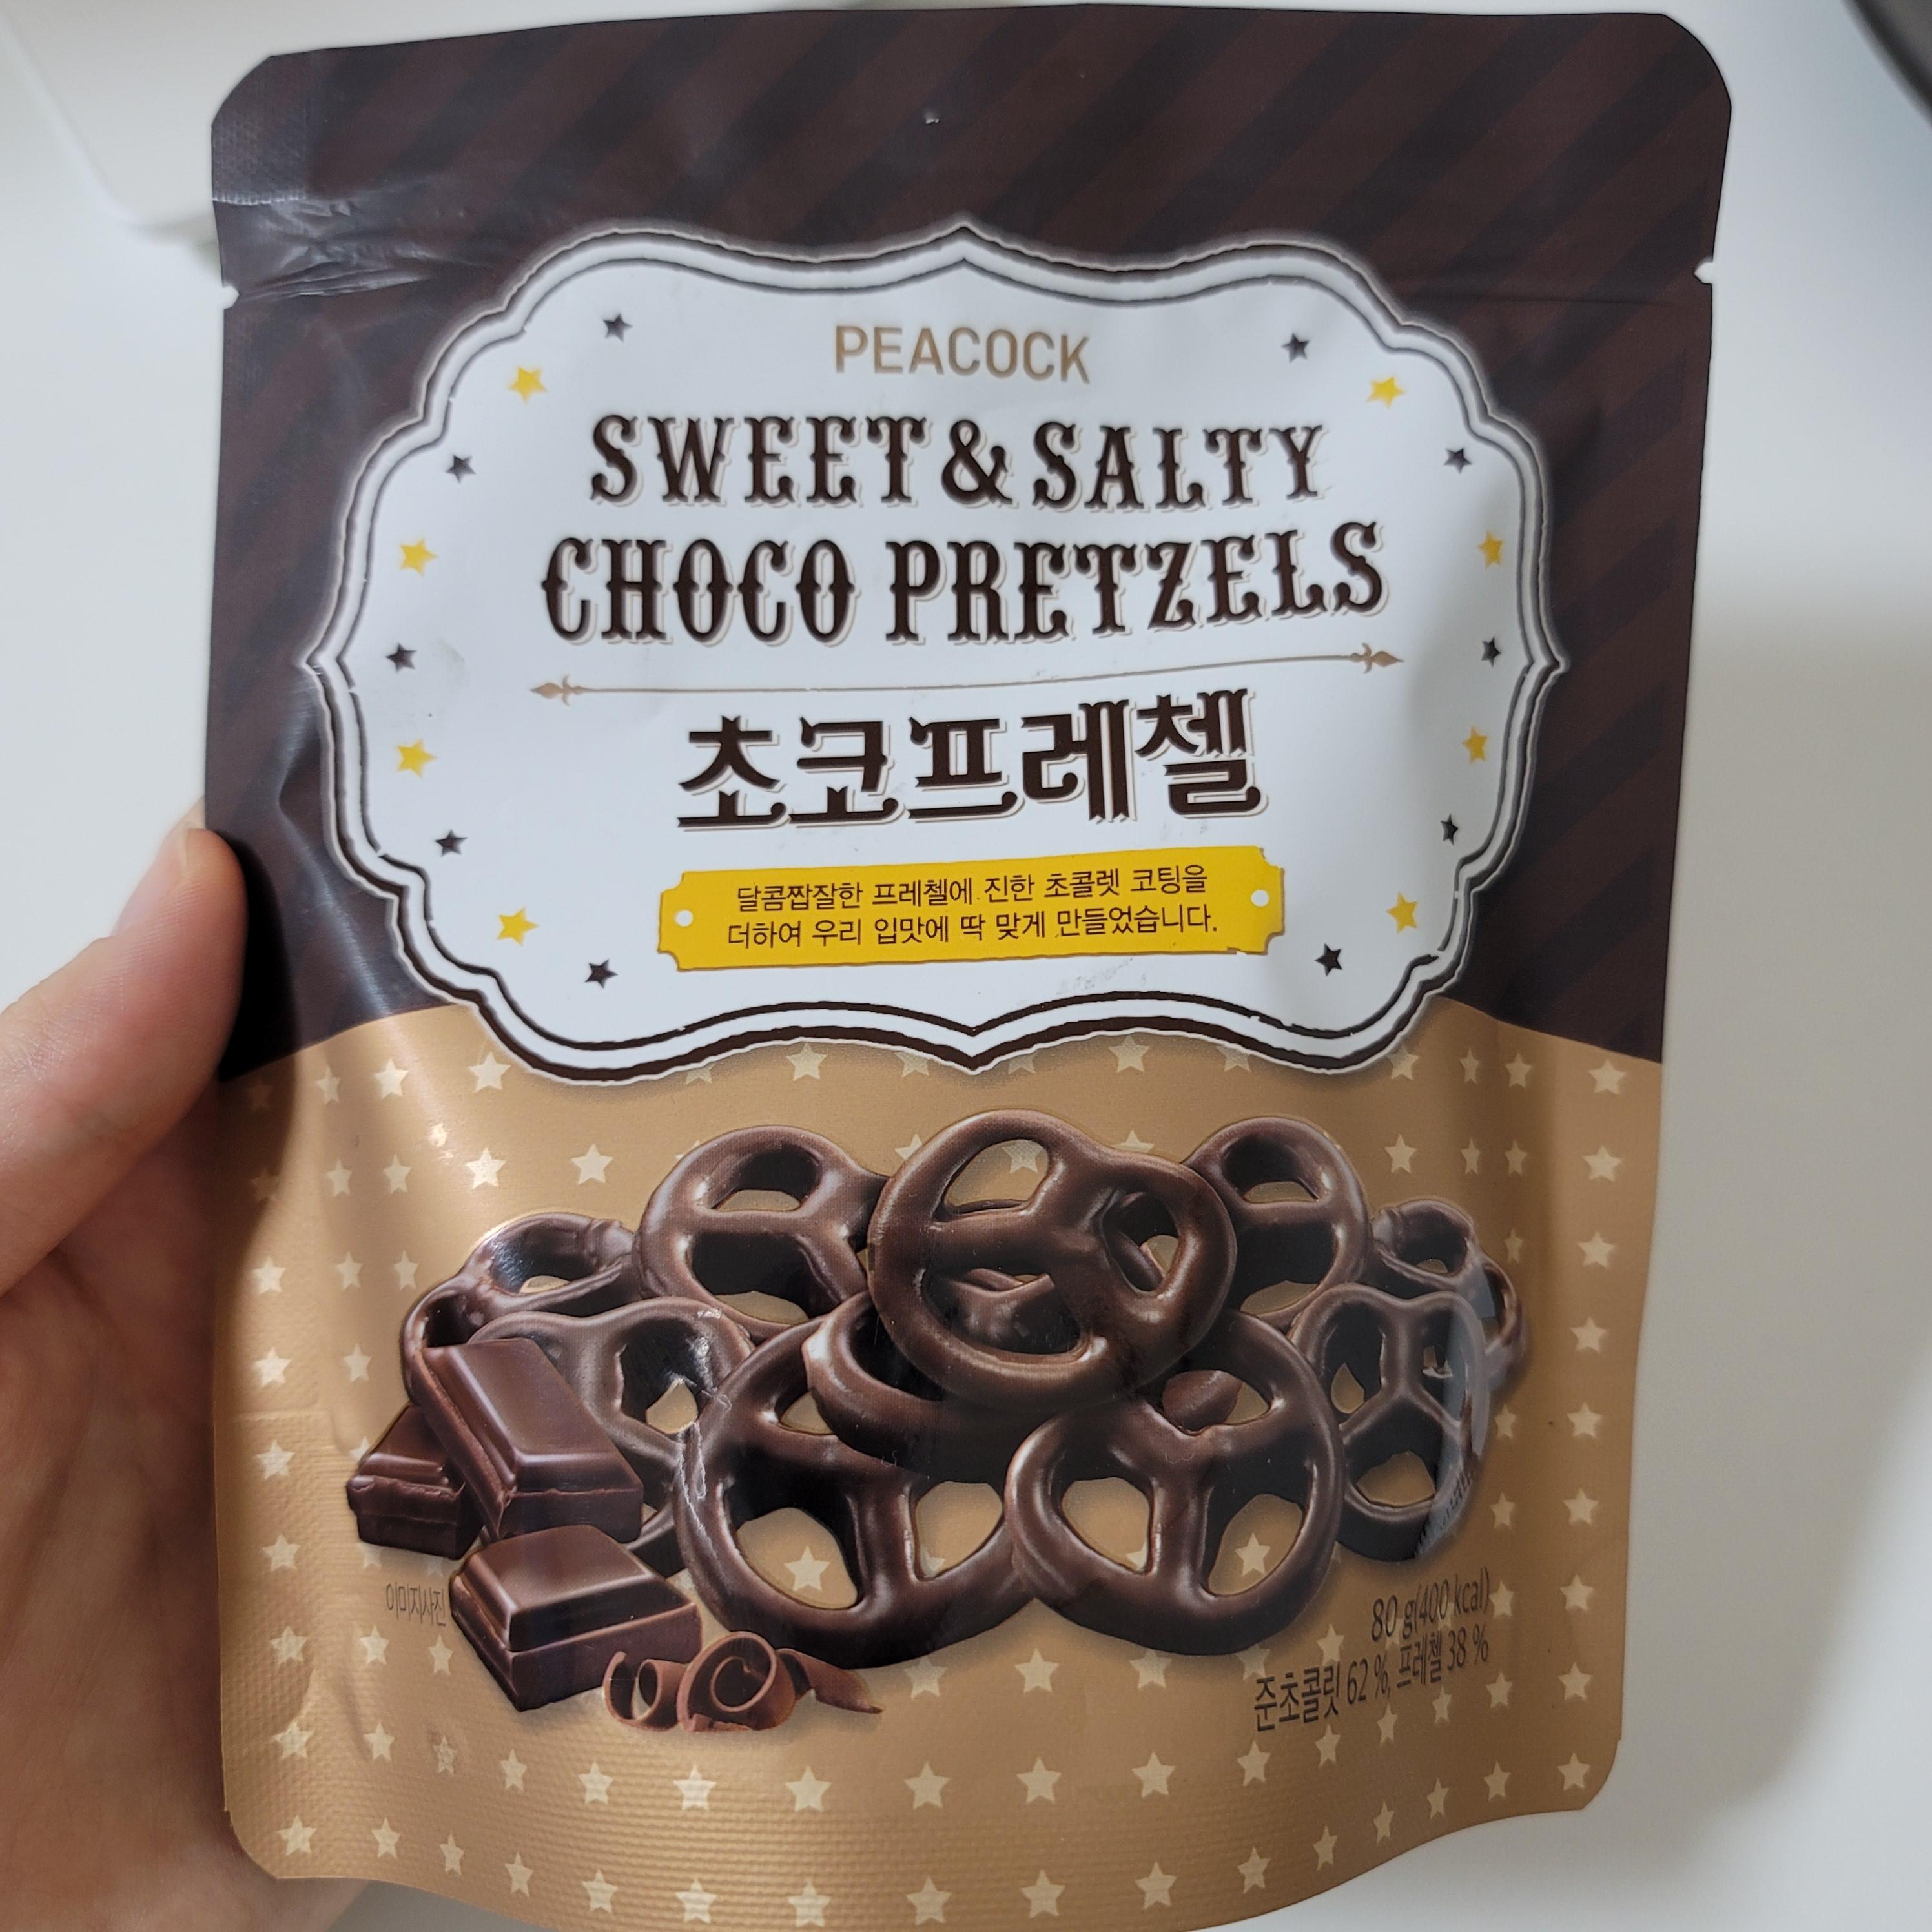 PEACOCK
SWEET & SALTY
CHOCO PRETZELS
초코프레첼
달콤짭잘한 프레첼에 진한 초콜렛 코팅을
더하여 우리 입맛에 딱 맞게 만들었습니다.
이미지사진
80 g(400 kcal)
준초콜릿 62 %, 프레첼 38 %